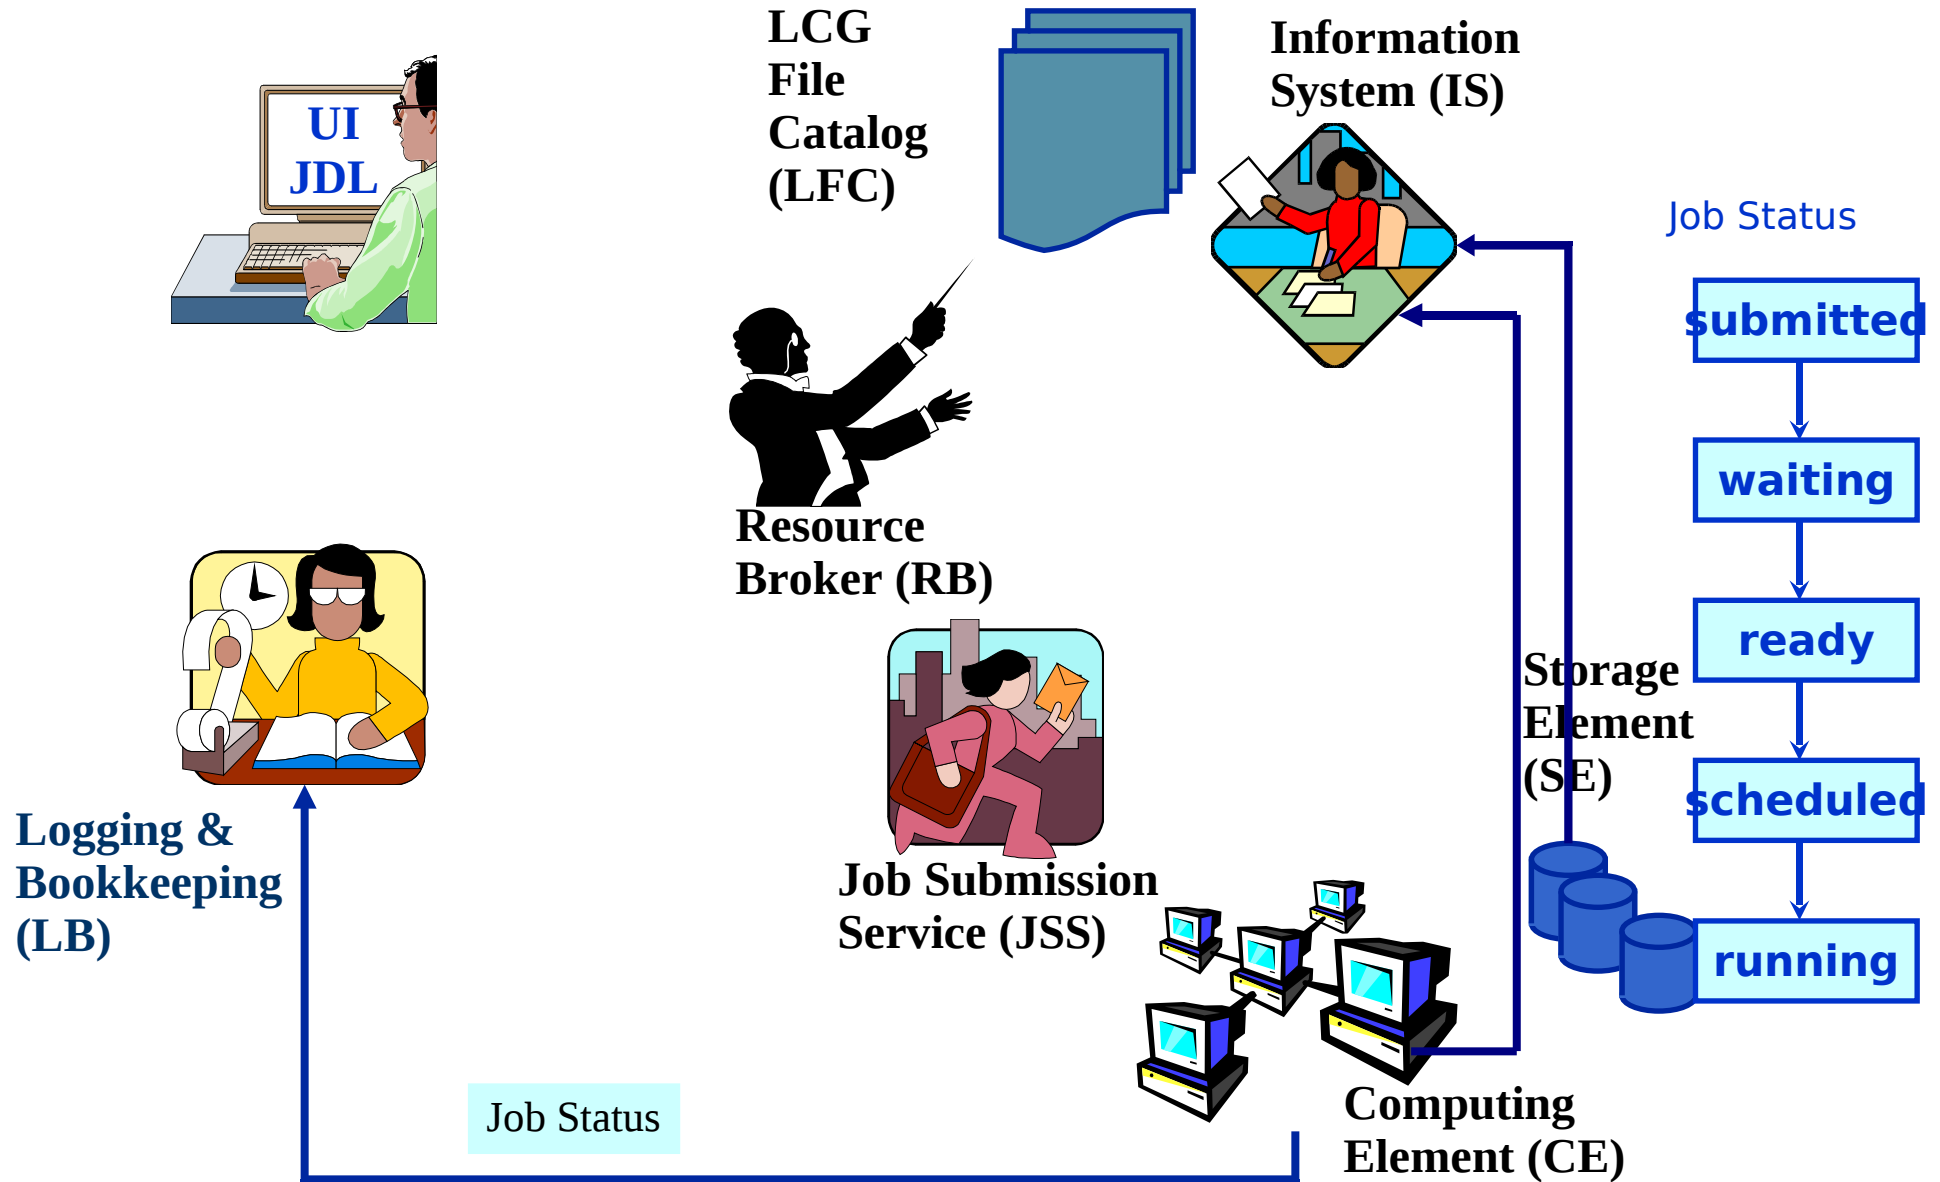 UI
JDL
LCG
File
Catalog
(LFC)
Information
System (IS)
Resource
Broker (RB)
Logging &
Bookkeeping
(LB)
Job Submission
Service (JSS)
Storage
Element
(SE)
Computing
Element (CE)
Job Status
Job Status
submitted
waiting
ready
scheduled
running